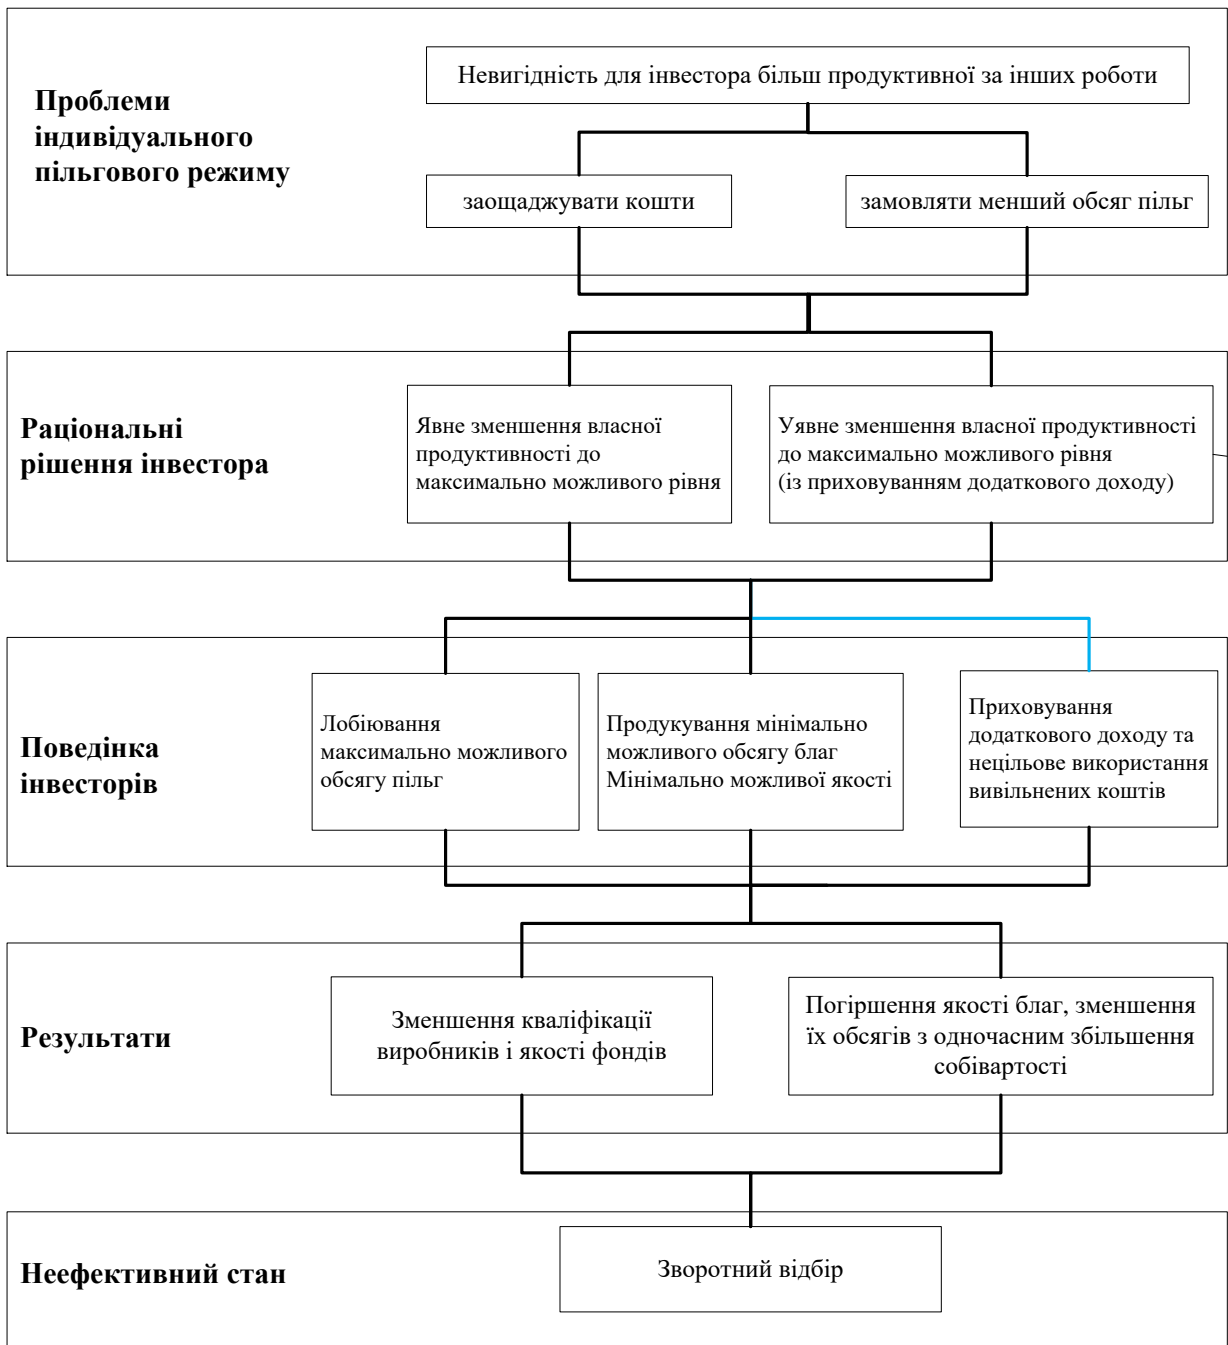 Проблеми
індивідуального
пільгового режиму
Невигідність для інвестора більш продуктивної за інших роботи
заощаджувати кошти
замовляти менший обсяг пільг
Раціональні
рішення інвестора
Явне зменшення власної
продуктивності до
максимально можливого рівня
Уявне зменшення власної продуктивності
до максимально можливого рівня
(із приховуванням додаткового доходу)
Поведінка
інвесторів
Лобіювання
максимально можливого
обсягу пільг
Продукування мінімально
можливого обсягу благ
Мінімально можливої якості
Приховування
додаткового доходу та
нецільове використання
вивільнених коштів
Результати
Зменшення кваліфікації
виробників і якості фондів
Погіршення якості благ, зменшення
їх обсягів з одночасним збільшення
собівартості
Неефективний стан
Зворотний відбір